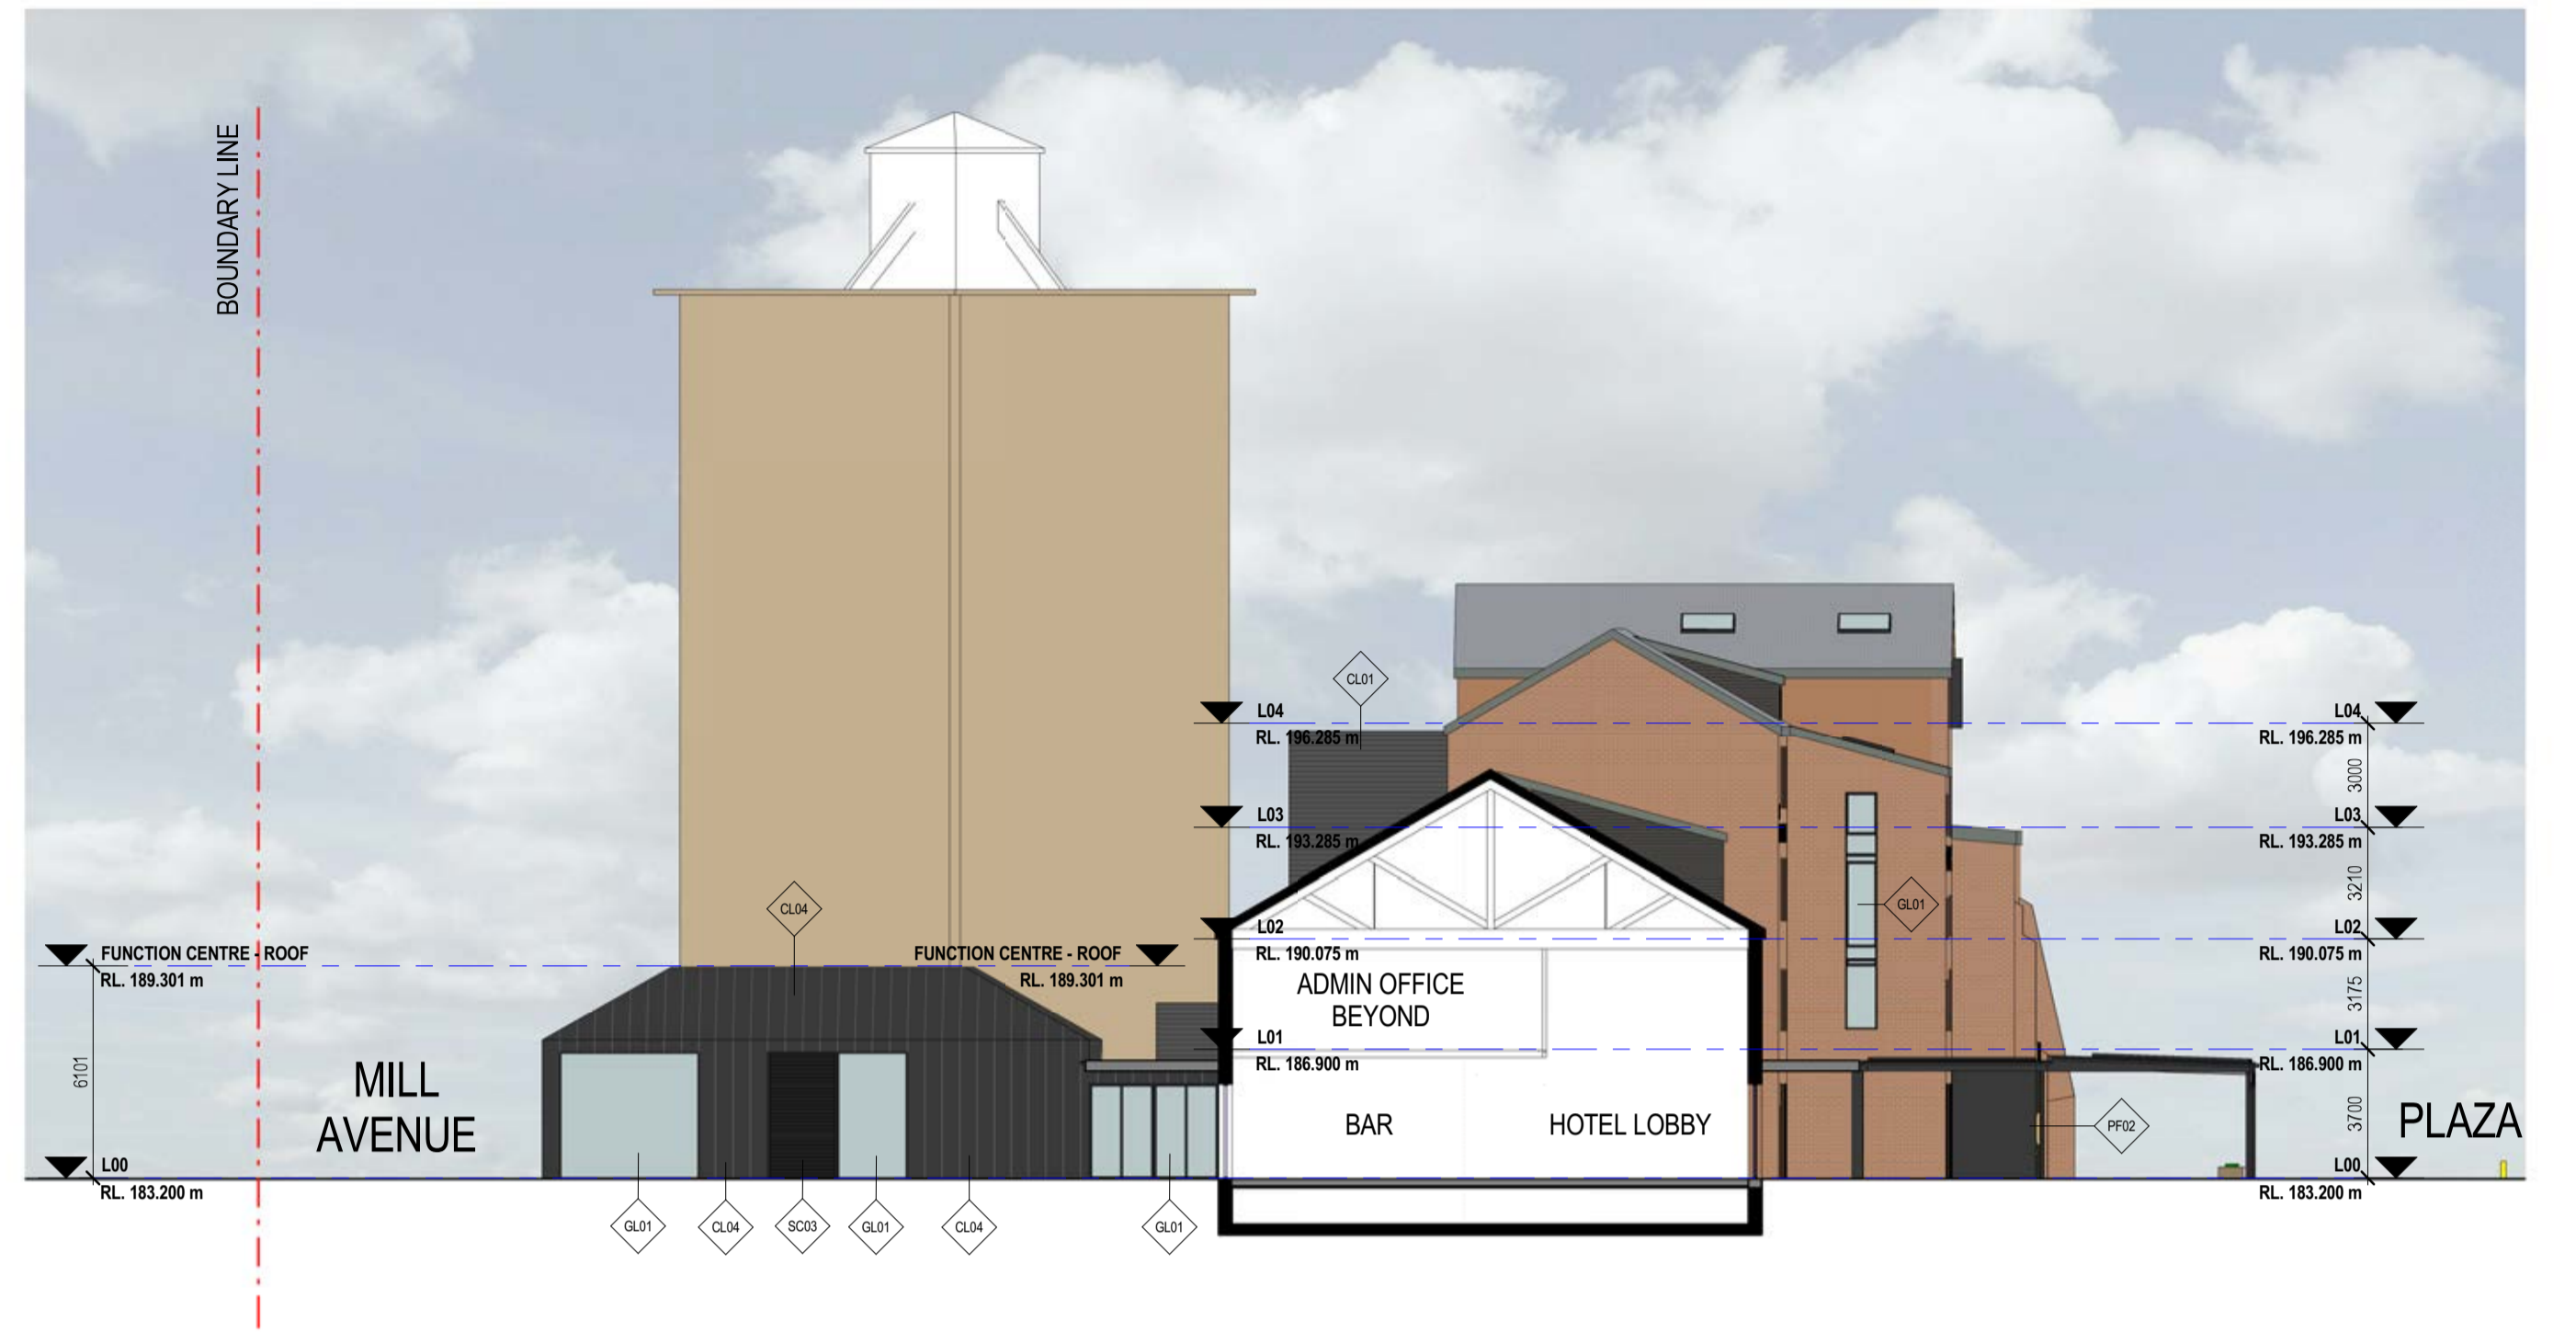 BOUNDARY LINE
CL01
L04
RL. 196.285 m
L04
RL. 196.285 m
3000
L03
RL. 193.285 m
L03
RL. 193.285 m
CL04
GL01
3210
L02
RL. 190.075 m
L02
RL. 190.075 m
FUNCTION CENTRE - ROOF
RL. 189.301 m
FUNCTION CENTRE - ROOF
RL. 189.301 m
ADMIN OFFICE
BEYOND
3175
L01
RL. 186.900 m
L01
RL. 186.900 m
6101
MILL
AVENUE
BAR
HOTEL LOBBY
PF02
3700
PLAZA
L00
RL. 183.200 m
L00
RL. 183.200 m
GL01
CL04
SC03
GL01
CL04
GL01